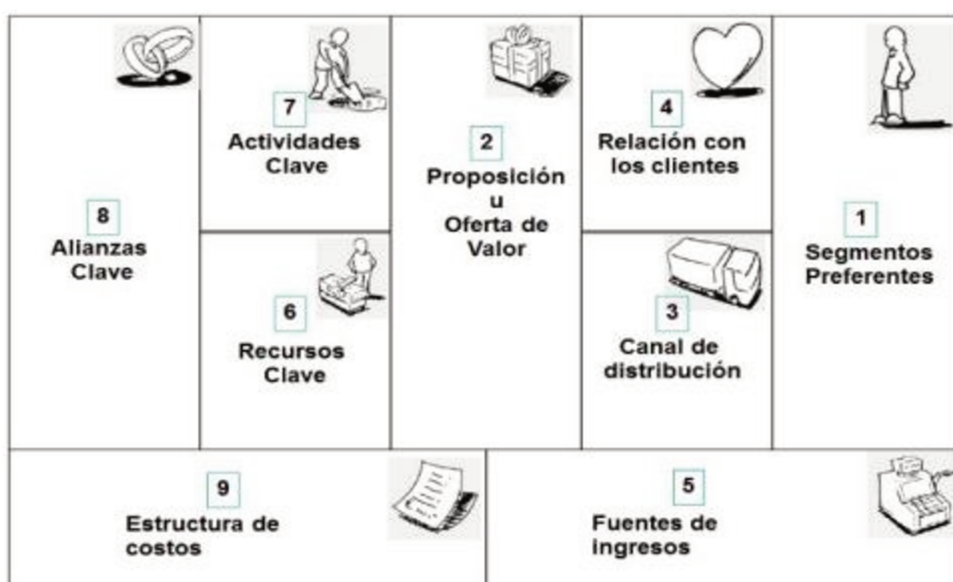 8
Alianzas
Clave
7
Actividades
Clave
6
Recursos
Clave
2
Proposición
u
Oferta de
Valor
4
Relación con
los clientes
3
Canal de
distribución
1
Segmentos
Preferentes
9
Estructura de
costos
5
Fuentes de
ingresos